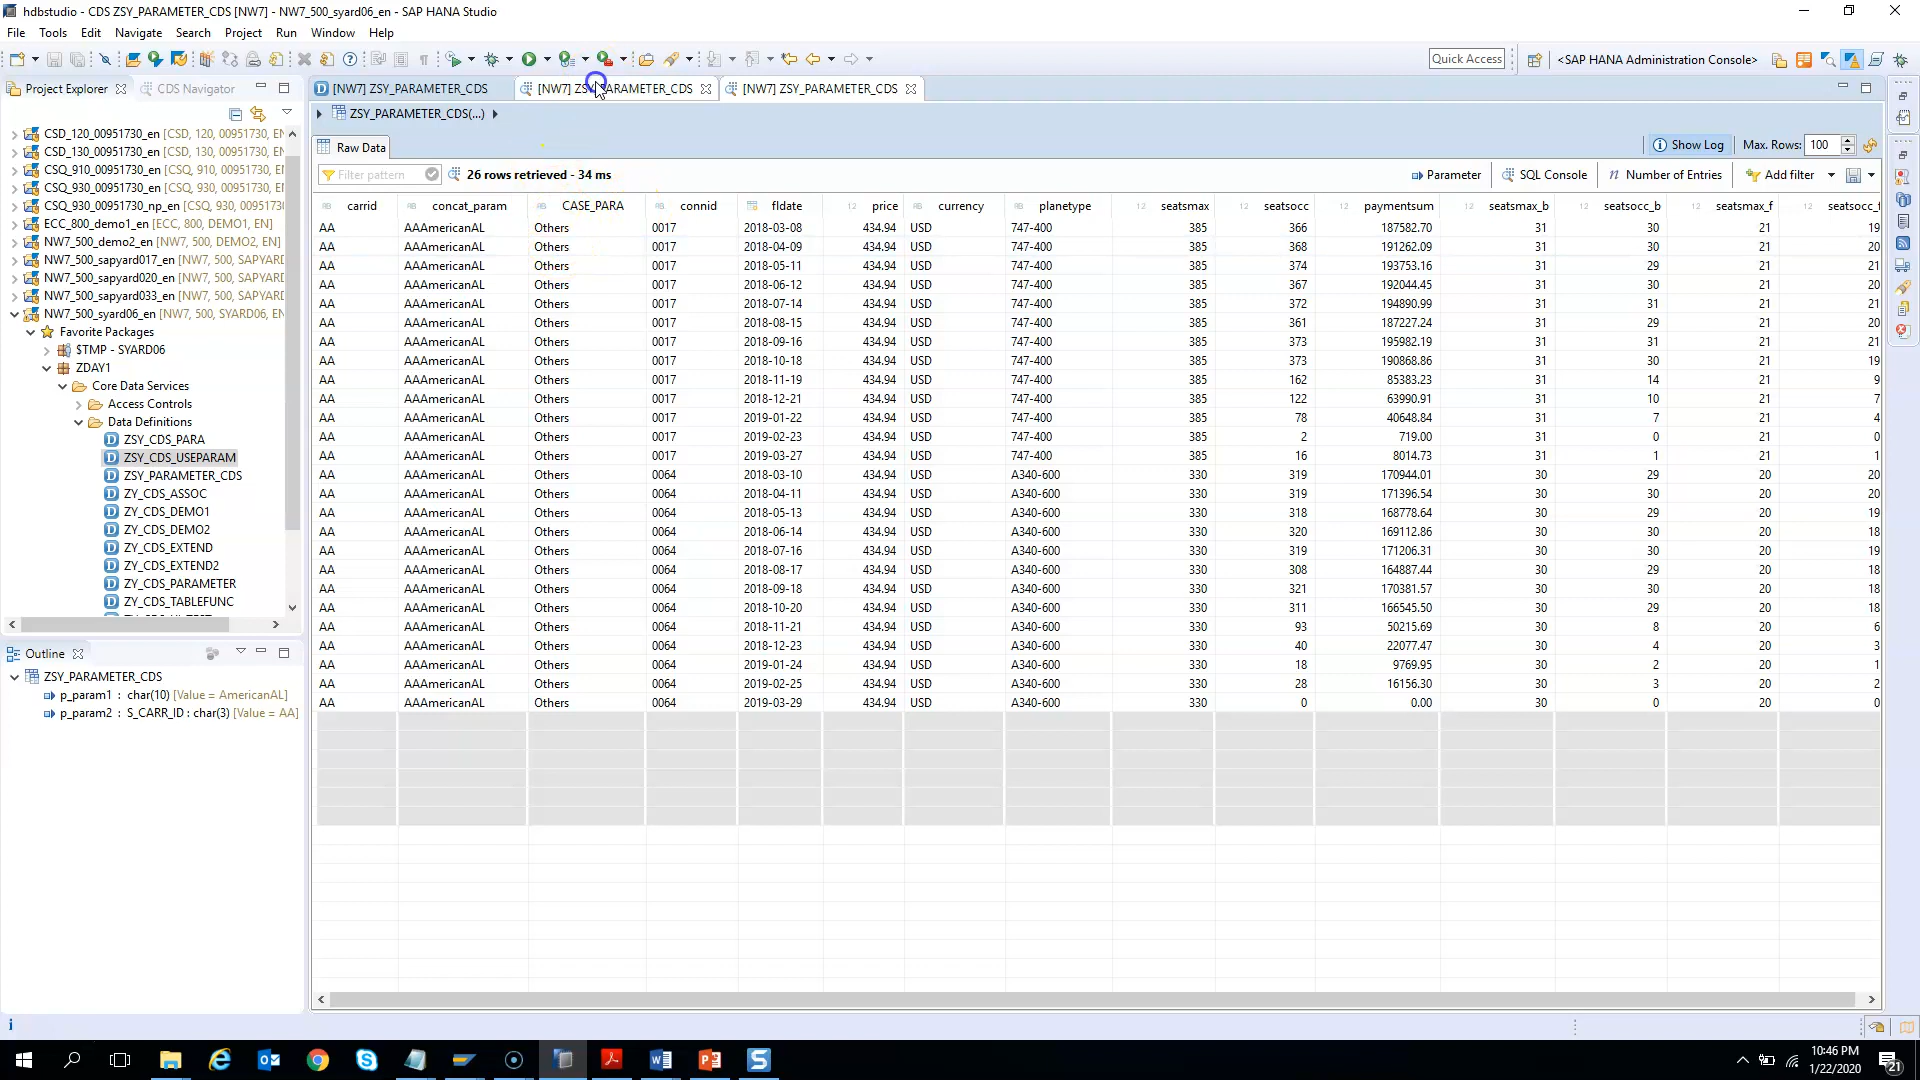 hdbstudio - CDS ZSY_PARAMETER_CDS [NW7] - NW7_500_syard06_en - SAP HANA Studio
File Tools Edit Navigate Search Project Run Window Help
Quick Access
<SAP HANA Administration Console>
Project Explorer CDS Navigator
[NW7] ZSY_PARAMETER_CDS [NW7] ZSY_PARAMETER_CDS [NW7] ZSY_PARAMETER_CDS
ZSY_PARAMETER_CDS(...)
Raw Data Show Log Max. Rows: 100
Filter pattern 26 rows retrieved - 34 ms Parameter SQL Console Number of Entries Add filter
carrid concat_param CASE_PARA connid fldate price currency planetype seatsmax seatsocc paymentsum seatsmax_b seatsocc_b seatsmax_f seatsocc_f
AA AAAmericanAL Others 0017 2018-03-08 434.94 USD 747-400 385 366 187582.70 31 30 21 19
AA AAAmericanAL Others 0017 2018-04-09 434.94 USD 747-400 385 368 191262.09 31 30 21 20
AA AAAmericanAL Others 0017 2018-05-11 434.94 USD 747-400 385 374 193753.16 31 29 21 21
AA AAAmericanAL Others 0017 2018-06-12 434.94 USD 747-400 385 367 192044.45 31 30 21 20
AA AAAmericanAL Others 0017 2018-07-14 434.94 USD 747-400 385 372 194890.99 31 31 21 21
AA AAAmericanAL Others 0017 2018-08-15 434.94 USD 747-400 385 361 187227.24 31 29 21 20
AA AAAmericanAL Others 0017 2018-09-16 434.94 USD 747-400 385 373 195982.19 31 31 21 21
AA AAAmericanAL Others 0017 2018-10-18 434.94 USD 747-400 385 373 190868.86 31 30 21 19
AA AAAmericanAL Others 0017 2018-11-19 434.94 USD 747-400 385 162 85383.23 31 14 21 9
AA AAAmericanAL Others 0017 2018-12-21 434.94 USD 747-400 385 122 63990.91 31 10 21 7
AA AAAmericanAL Others 0017 2019-01-22 434.94 USD 747-400 385 78 40648.84 31 7 21 4
AA AAAmericanAL Others 0017 2019-02-23 434.94 USD 747-400 385 2 719.00 31 0 21 0
AA AAAmericanAL Others 0017 2019-03-27 434.94 USD 747-400 385 16 8014.73 31 1 21 1
AA AAAmericanAL Others 0064 2018-03-10 434.94 USD A340-600 330 319 170944.01 30 29 20 20
AA AAAmericanAL Others 0064 2018-04-11 434.94 USD A340-600 330 319 171396.54 30 30 20 20
AA AAAmericanAL Others 0064 2018-05-13 434.94 USD A340-600 330 318 168778.64 30 29 20 19
AA AAAmericanAL Others 0064 2018-06-14 434.94 USD A340-600 330 320 169112.86 30 30 20 18
AA AAAmericanAL Others 0064 2018-07-16 434.94 USD A340-600 330 319 171206.31 30 30 20 19
AA AAAmericanAL Others 0064 2018-08-17 434.94 USD A340-600 330 308 164887.44 30 29 20 18
AA AAAmericanAL Others 0064 2018-09-18 434.94 USD A340-600 330 321 170381.57 30 30 20 18
AA AAAmericanAL Others 0064 2018-10-20 434.94 USD A340-600 330 311 166545.50 30 29 20 18
AA AAAmericanAL Others 0064 2018-11-21 434.94 USD A340-600 330 93 50215.69 30 8 20 6
AA AAAmericanAL Others 0064 2018-12-23 434.94 USD A340-600 330 40 22077.47 30 4 20 3
AA AAAmericanAL Others 0064 2019-01-24 434.94 USD A340-600 330 18 9769.95 30 2 20 1
AA AAAmericanAL Others 0064 2019-02-25 434.94 USD A340-600 330 28 16156.30 30 3 20 2
AA AAAmericanAL Others 0064 2019-03-29 434.94 USD A340-600 330 0 0.00 30 0 20 0
CSD_120_00951730_en [CSD, 120, 00951730, EN
CSD_130_00951730_en [CSD, 130, 00951730, EN
CSQ_910_00951730_en [CSQ, 910, 00951730, EN
CSQ_930_00951730_en [CSQ, 930, 00951730, EN
CSQ_930_00951730_np_en [CSQ, 930, 00951730
ECC_800_demo1_en [ECC, 800, DEMO1, EN]
NW7_500_demo2_en [NW7, 500, DEMO2, EN]
NW7_500_sapyard017_en [NW7, 500, SAPYARD
NW7_500_sapyard020_en [NW7, 500, SAPYARD
NW7_500_sapyard033_en [NW7, 500, SAPYARD
NW7_500_syard06_en [NW7, 500, SYARD06, EN
Favorite Packages
$TMP - SYARD06
ZDAY1
Core Data Services
Access Controls
Data Definitions
ZSY_CDS_PARA
ZSY_CDS_USEPARAM
ZSY_PARAMETER_CDS
ZY_CDS_ASSOC
ZY_CDS_DEMO1
ZY_CDS_DEMO2
ZY_CDS_EXTEND
ZY_CDS_EXTEND2
ZY_CDS_PARAMETER
ZY_CDS_TABLEFUNC
Outline
ZSY_PARAMETER_CDS
p_param1 : char(10) [Value = AmericanAL]
p_param2 : S_CARR_ID : char(3) [Value = AA]
10:46 PM
1/22/2020
21